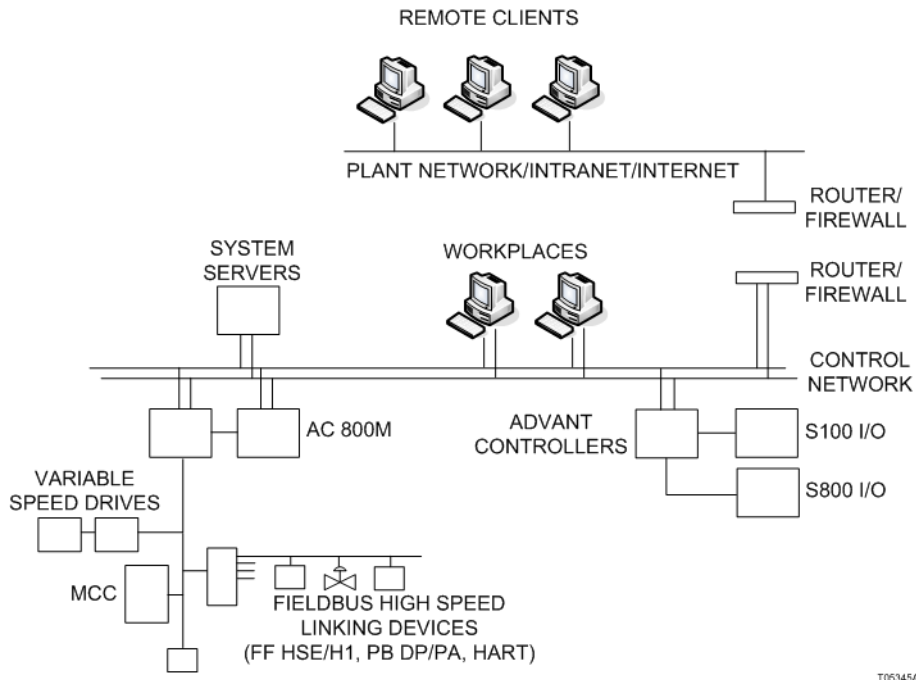 REMOTE CLIENTS
PLANT NETWORK/INTRANET/INTERNET
ROUTER/
FIREWALL
SYSTEM
SERVERS
WORKPLACES
ROUTER/
FIREWALL
CONTROL
NETWORK
AC 800M
ADVANT
CONTROLLERS
S100 I/O
S800 I/O
VARIABLE
SPEED DRIVES
MCC
FIELDBUS HIGH SPEED
LINKING DEVICES
(FF HSE/H1, PB DP/PA, HART)